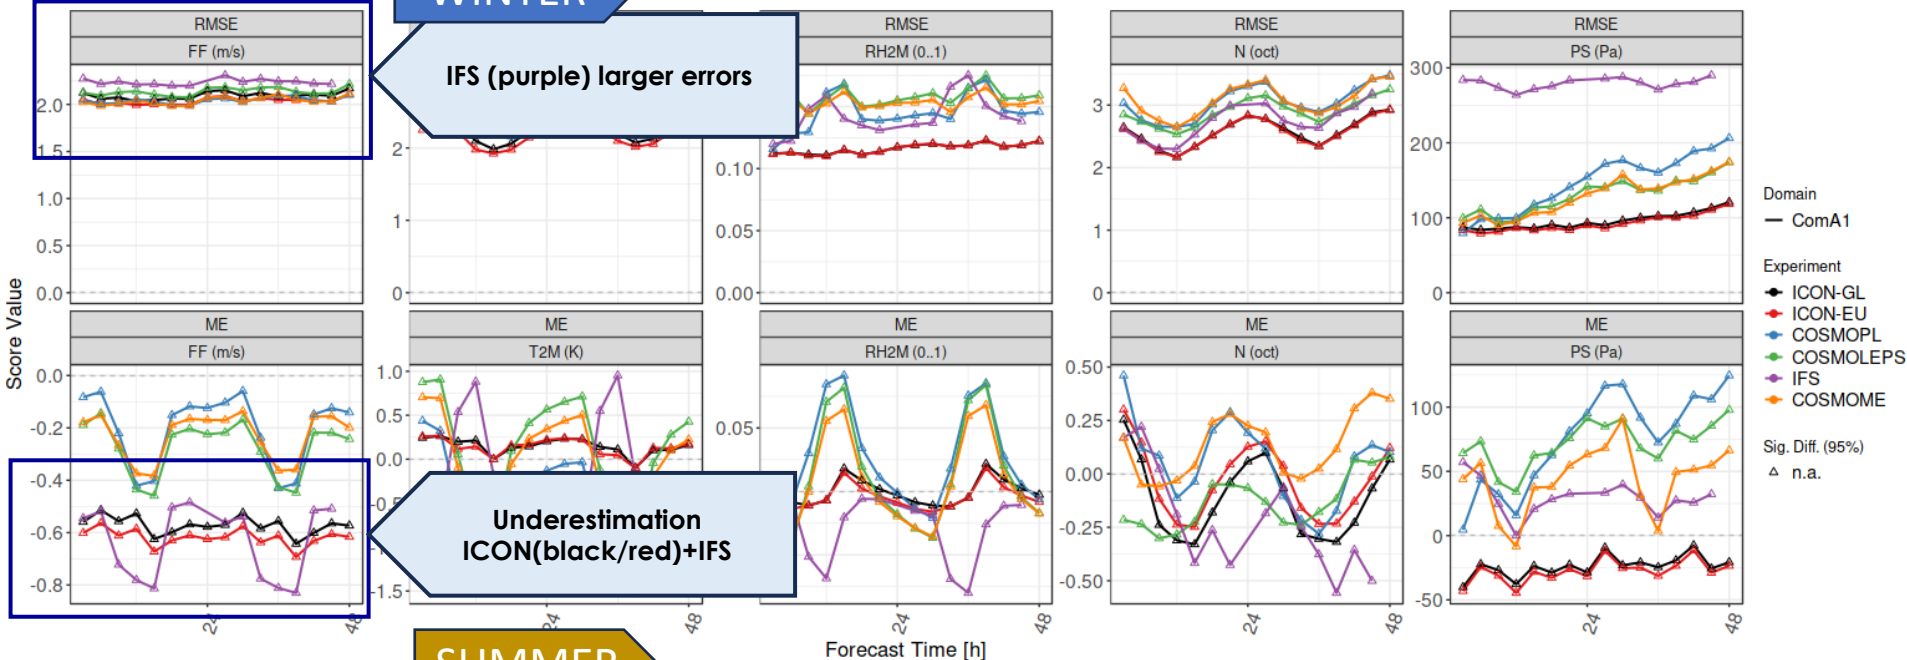 WINTER
RMSE
FF (m/s)
2.0
1.5
1.0
0.5
0.0
IFS (purple) larger errors
2
1
0
RMSE
RH2M (0..1)
0.10
0.05
0.00
RMSE
N (oct)
3
2
1
0
RMSE
PS (Pa)
300
200
100
0
Score Value
ME
FF (m/s)
0.0
-0.2
-0.4
-0.6
-0.8
24
48
ME
T2M (K)
1.0
0.5
0.0
-1.5
24
48
Underestimation
ICON(black/red)+IFS
ME
RH2M (0..1)
0.05
24
48
ME
N (oct)
0.50
0.25
0.00
-0.25
-0.50
24
48
ME
PS (Pa)
100
50
0
-50
24
48
Forecast Time [h]
Domain
ComA1
Experiment
ICON-GL
ICON-EU
COSMOPL
COSMOLEPS
IFS
COSMOME
Sig. Diff. (95%)
n.a.
SUMMER